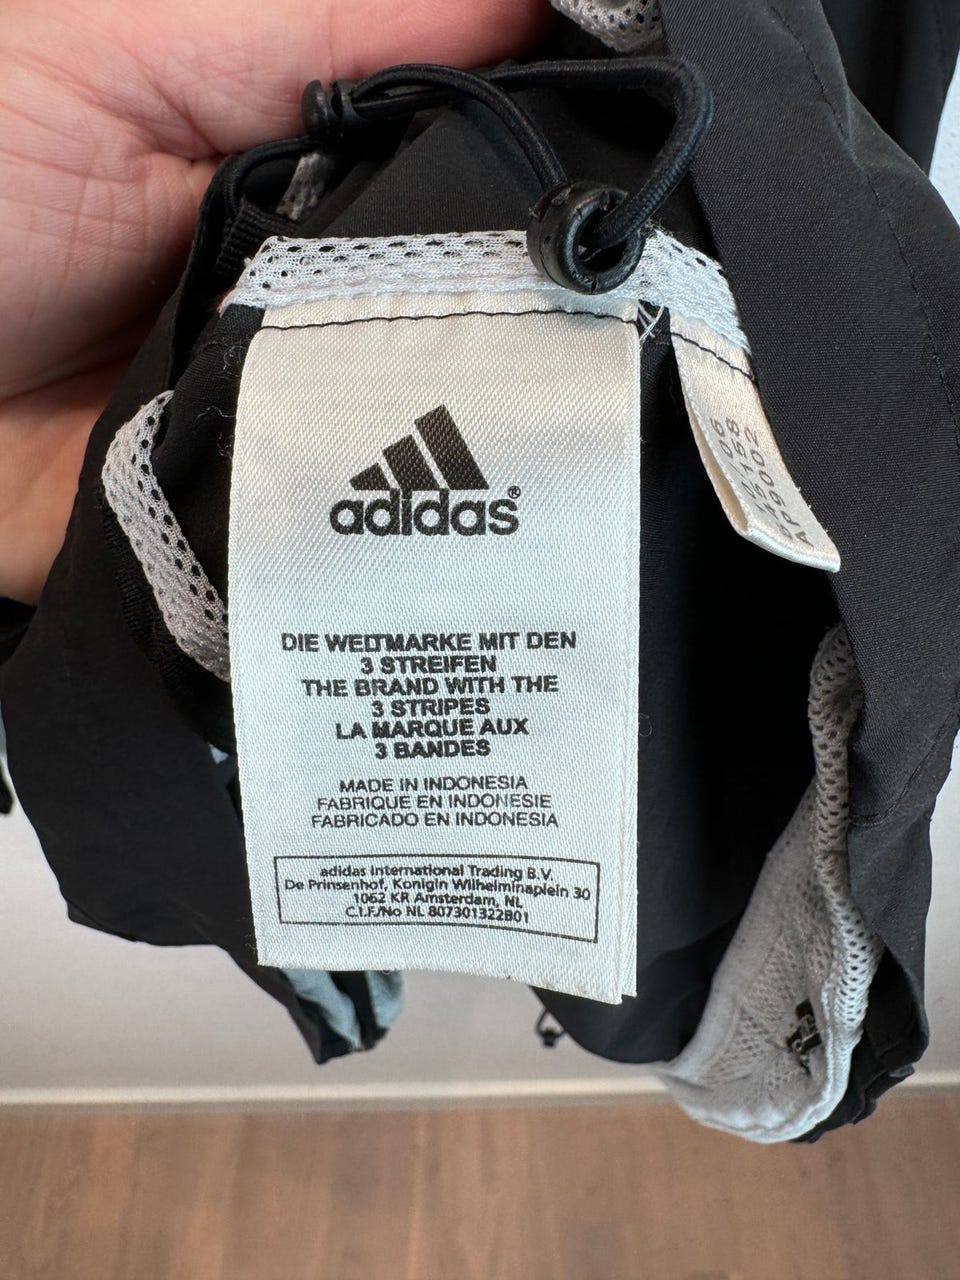 adidas®
DIE WELTMARKE MIT DEN
3 STREIFEN
THE BRAND WITH THE
3 STRIPES
LA MARQUE AUX
3 BANDES
MADE IN INDONESIA
FABRIQUE EN INDONESIE
FABRICADO EN INDONESIA
adidas International Trading B.V.
De Prinsenhof, Konigin Wilhelminaplein 30
1062 KR Amsterdam, NL
C.I.F./No NL 807301322B01